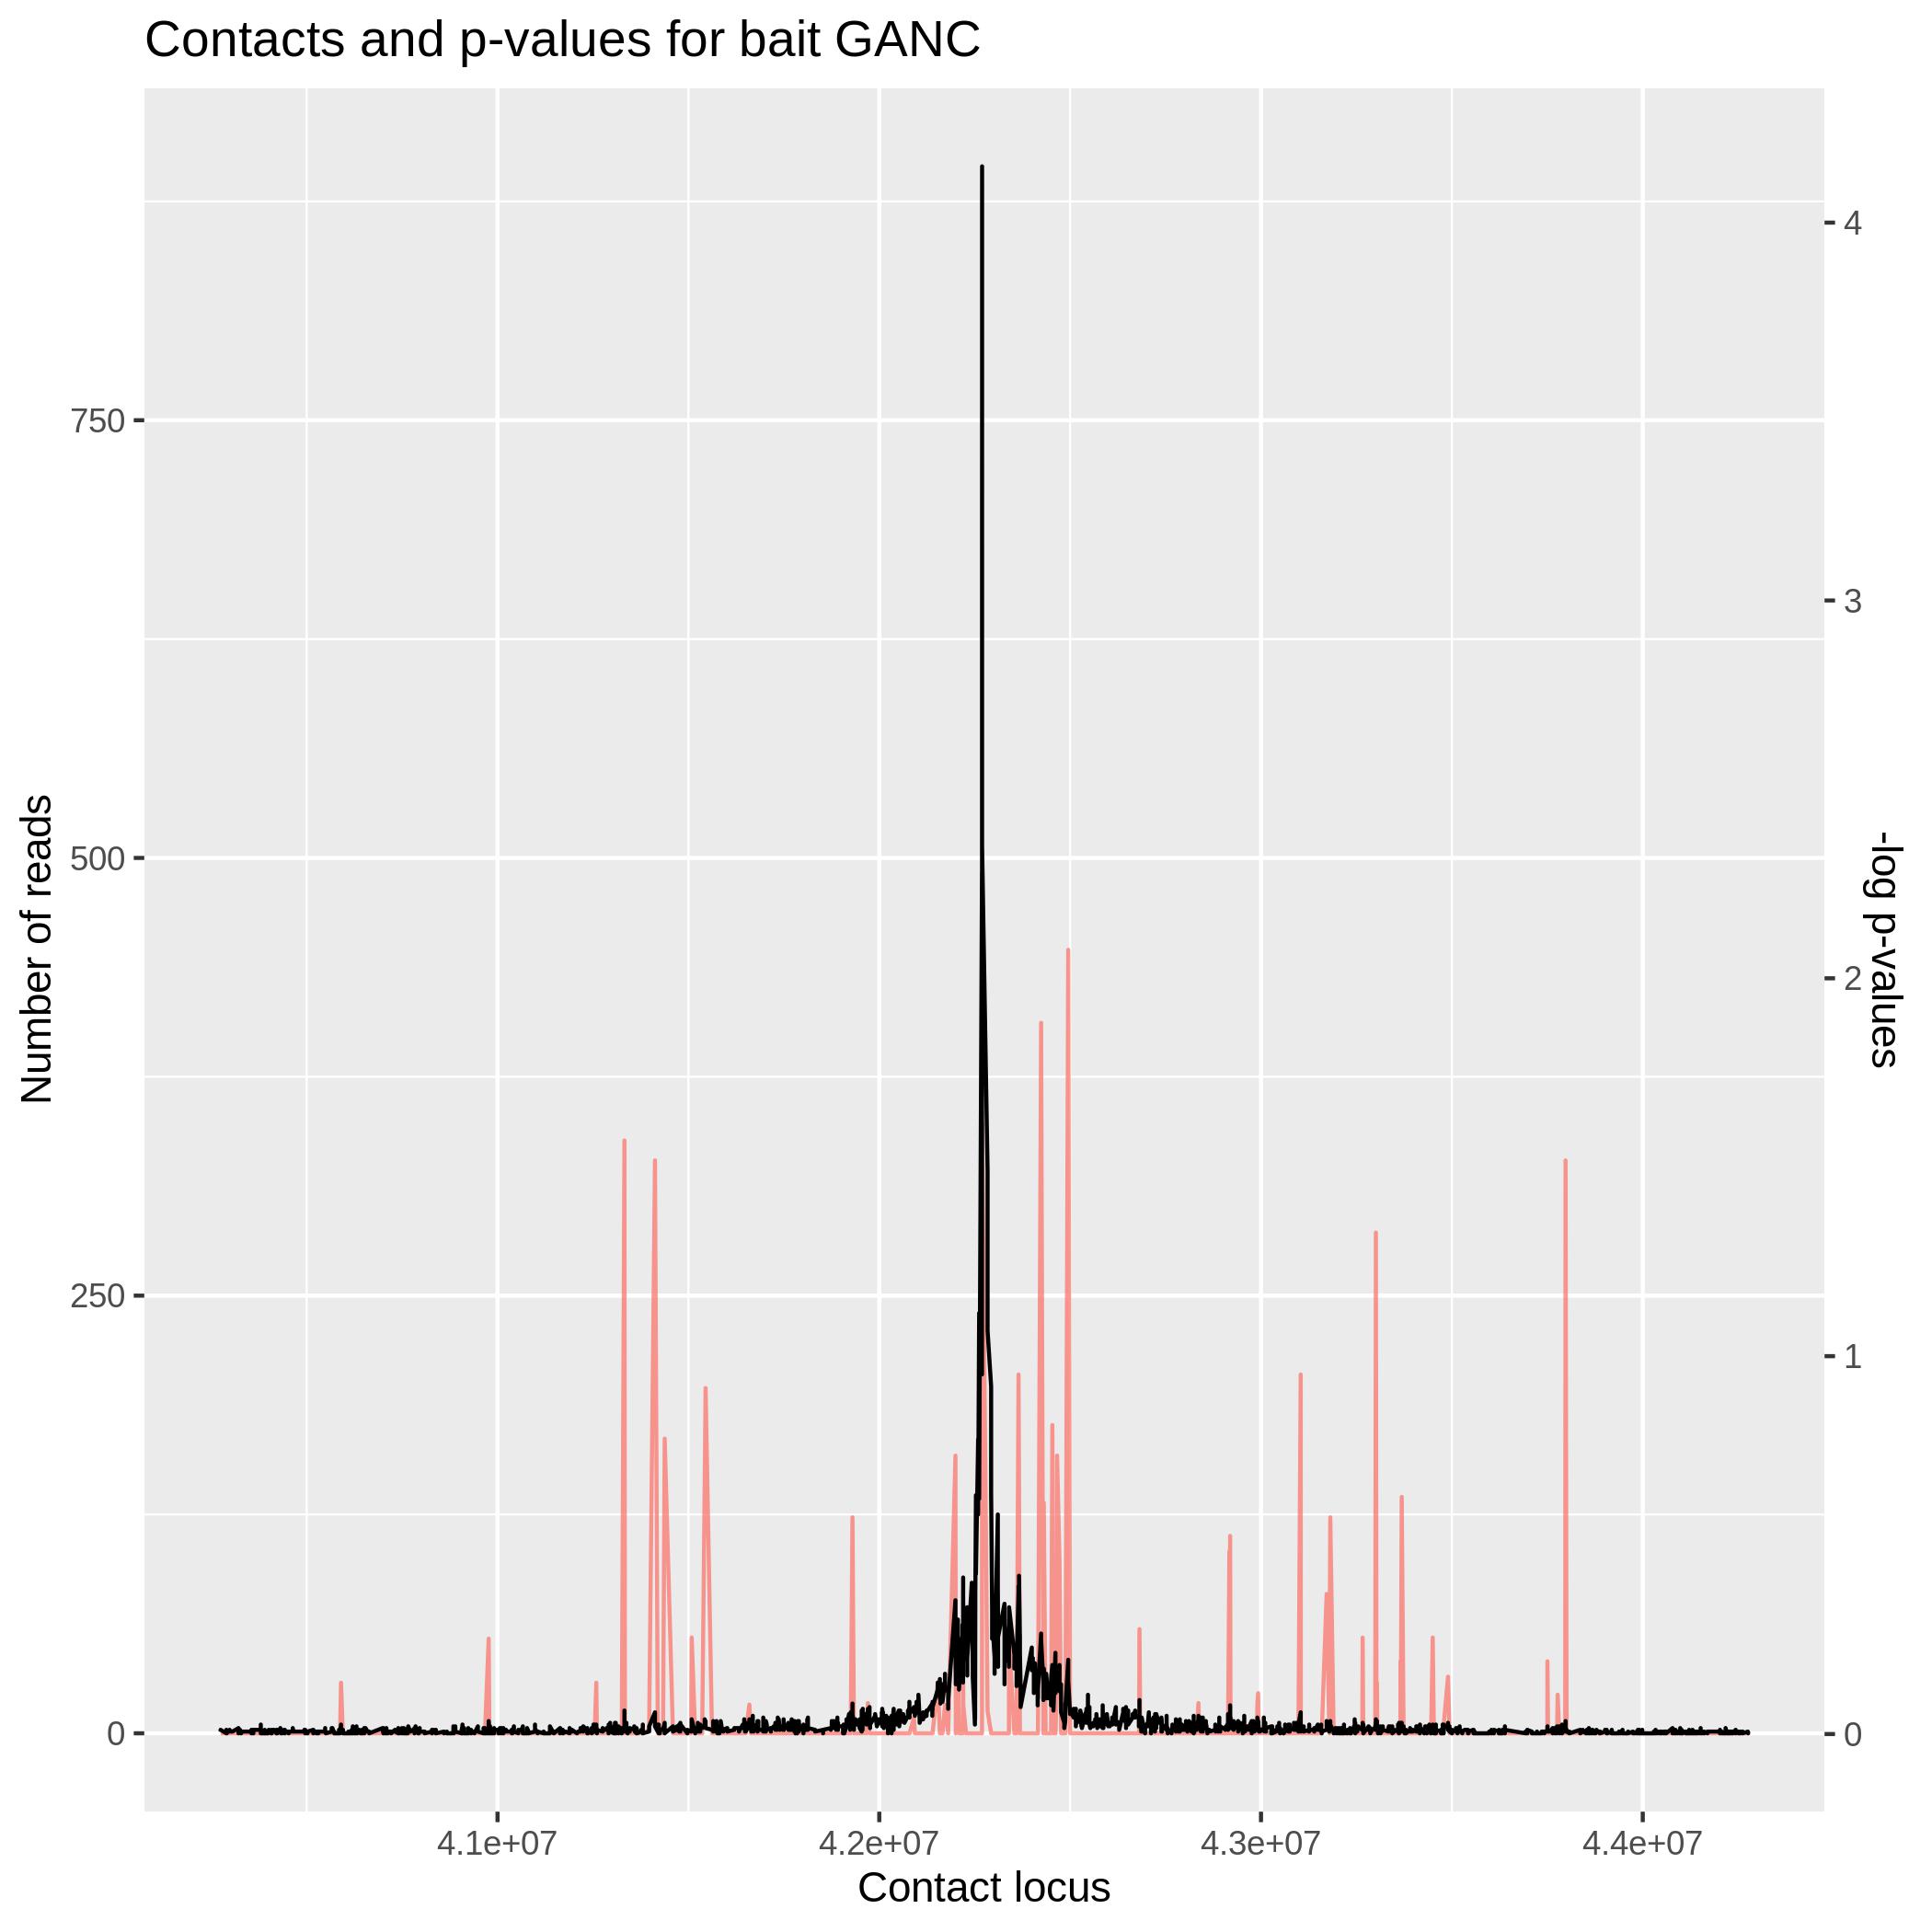 Contacts and p-values for bait GANC
750
500
250
0
Number of reads
4
3
2
1
0
-log p-values
4.1e+07
4.2e+07
4.3e+07
4.4e+07
Contact locus